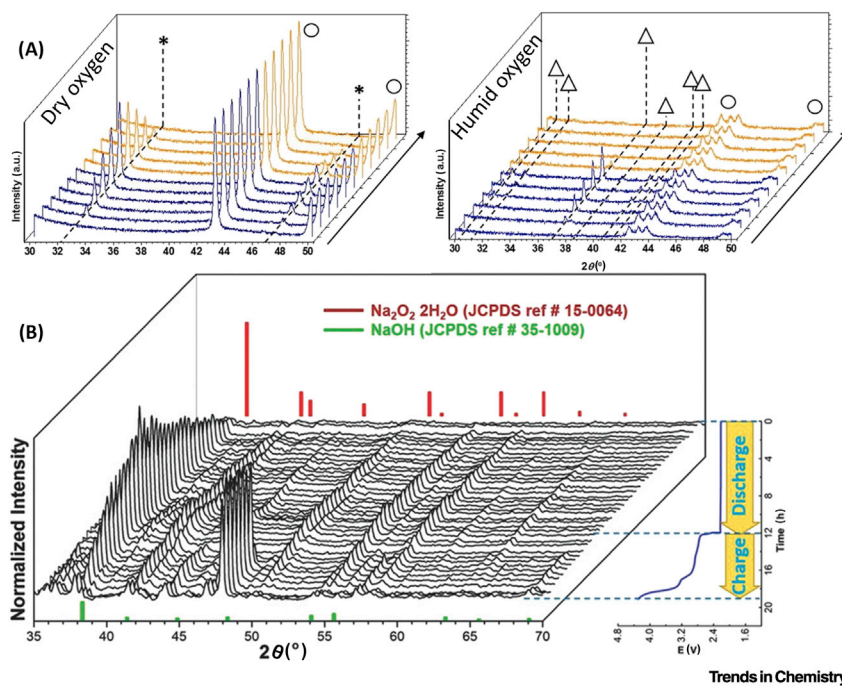 (A)
Dry oxygen
*
*
Intensity (a.u.)
30 32 34 36 38 40 42 44 46 48 50
Humid oxygen
Intensity (a.u.)
30 32 34 36 38 40 42 44 46 48 50
2θ(°)
(B)
Na₂O₂ 2H₂O (JCPDS ref # 15-0064)
NaOH (JCPDS ref # 35-1009)
Normalized Intensity
35 40 45 50 55 60 65 70
2θ(°)
Discharge
Charge
0
4
8
12
16
20
Time (h)
4.8 4.0 3.2 2.4 1.6
E (V)
Trends in Chemistry